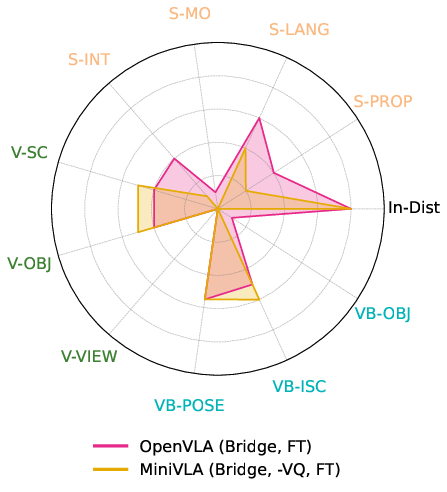 S-MO
S-LANG
S-INT
S-PROP
V-SC
In-Dist
V-OBJ
VB-OBJ
V-VIEW
VB-ISC
VB-POSE
OpenVLA (Bridge, FT)
MiniVLA (Bridge, -VQ, FT)